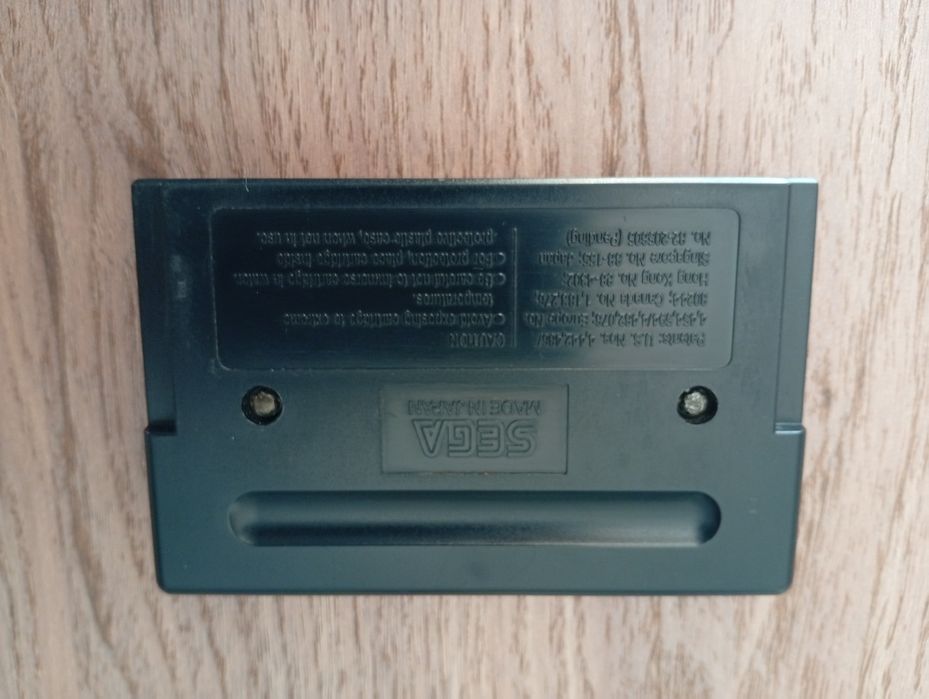 SEGA
MADE IN JAPAN
Patents: U.S. Nos. 4,442,486/
4,454,594/4,462,076; Europe No.
80244; Canada No. 1,183,276;
Hong Kong No. 88-4302;
Singapore No. 88-155; Japan
No. 82-205605 (Pending)
CAUTION
● Avoid exposing cartridge to extreme
temperatures.
● Be careful not to immerse cartridge in water.
● For protection, place cartridge inside
protective plastic case, when not in use.